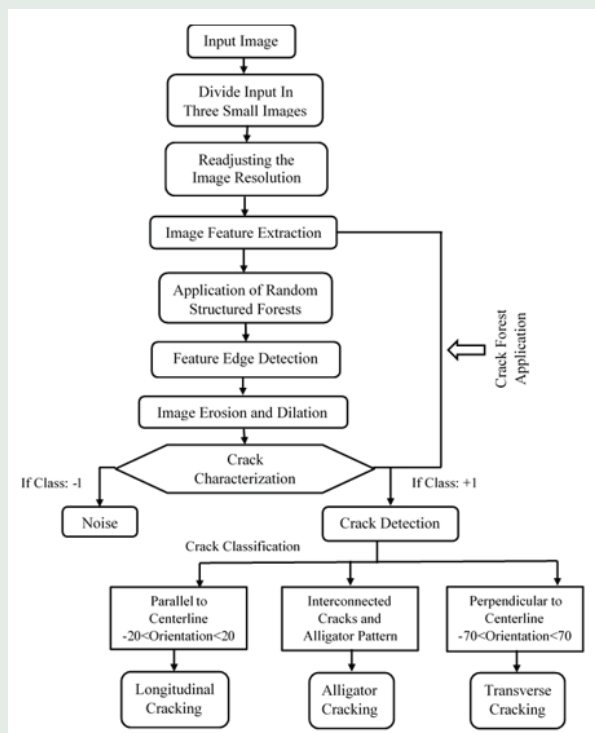 Input Image
Divide Input In
Three Small Images
Readjusting the
Image Resolution
Image Feature Extraction
Application of Random
Structured Forests
Feature Edge Detection
Image Erosion and Dilation
Crack Forest
Application
Crack
Characterization
If Class: -1
If Class: +1
Noise
Crack Detection
Crack Classification
Parallel to
Centerline
-20<Orientation<20
Interconnected
Cracks and
Alligator Pattern
Perpendicular to
Centerline
-70<Orientation<70
Longitudinal
Cracking
Alligator
Cracking
Transverse
Cracking